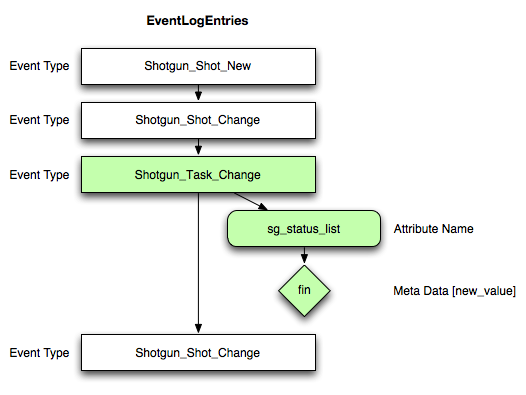 EventLogEntries
Event Type Shotgun_Shot_New
Event Type Shotgun_Shot_Change
Event Type Shotgun_Task_Change
sg_status_list Attribute Name
fin Meta Data [new_value]
Event Type Shotgun_Shot_Change